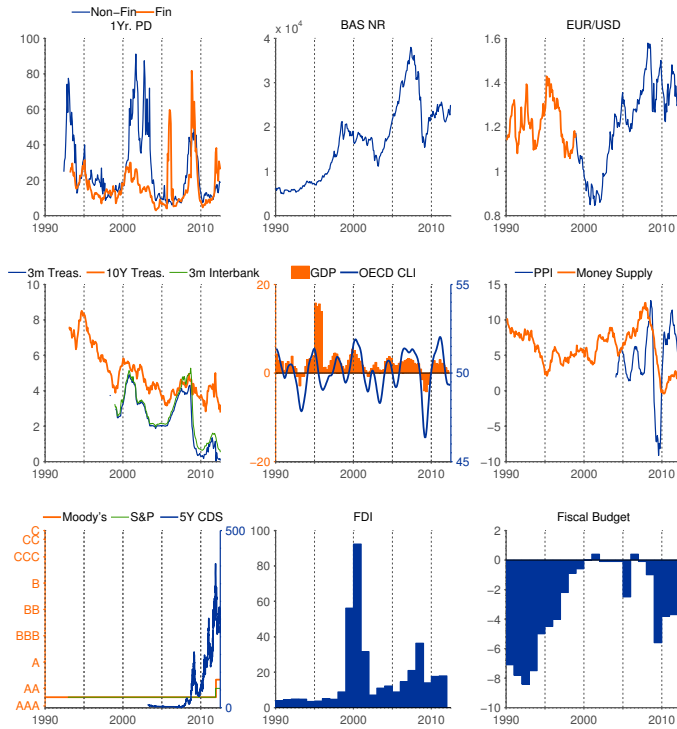 Non-Fin Fin
1Yr. PD
100
80
60
40
20
0
1990 2000 2010
x 10⁴
BAS NR
4
3
2
1
0
1990 2000 2010
EUR/USD
1.6
1.4
1.2
1
0.8
1990 2000 2010
3m Treas. 10Y Treas. 3m Interbank
10
8
6
4
2
0
1990 2000 2010
GDP OECD CLI
20
0
−20
55
50
45
1990 2000 2010
PPI Money Supply
15
10
5
0
−5
−10
1990 2000 2010
Moody's S&P 5Y CDS
C
CC
CCC
B
BB
BBB
A
AA
AAA
500
0
1990 2000 2010
FDI
100
80
60
40
20
0
1990 2000 2010
Fiscal Budget
2
0
−2
−4
−6
−8
−10
1990 2000 2010